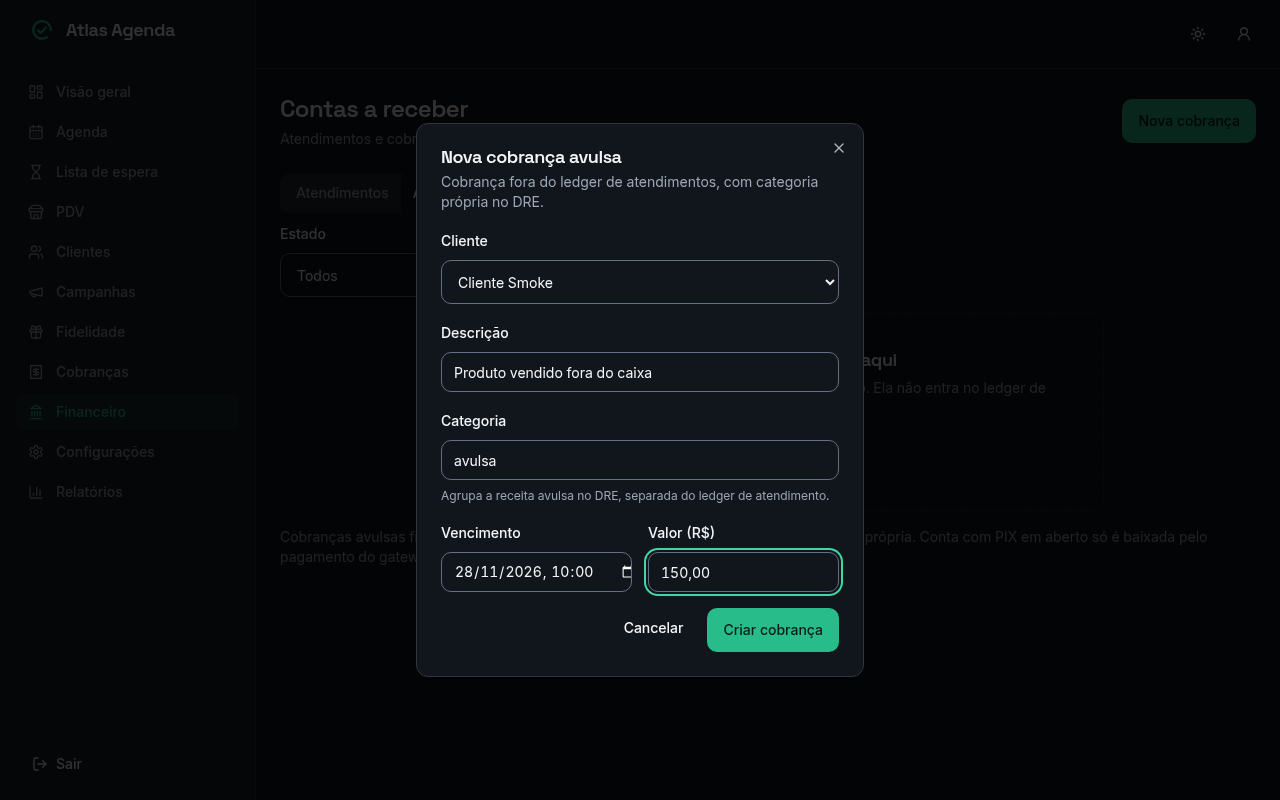 Atlas Agenda
Visão geral
Agenda
Lista de espera
PDV
Clientes
Campanhas
Fidelidade
Cobranças
Financeiro
Configurações
Relatórios
Sair
Contas a receber
Nova cobrança
Atendimentos e cobr
Atendimentos
Estado
Todos
aqui
. Ela não entra no ledger de
Cobranças avulsas f
própria. Conta com PIX em aberto só é baixada pelo
pagamento do gatew
Nova cobrança avulsa
Cobrança fora do ledger de atendimentos, com categoria
própria no DRE.
Cliente
Cliente Smoke
Descrição
Produto vendido fora do caixa
Categoria
avulsa
Agrupa a receita avulsa no DRE, separada do ledger de atendimento.
Vencimento
Valor (R$)
28/11/2026, 10:00
150,00
Cancelar
Criar cobrança